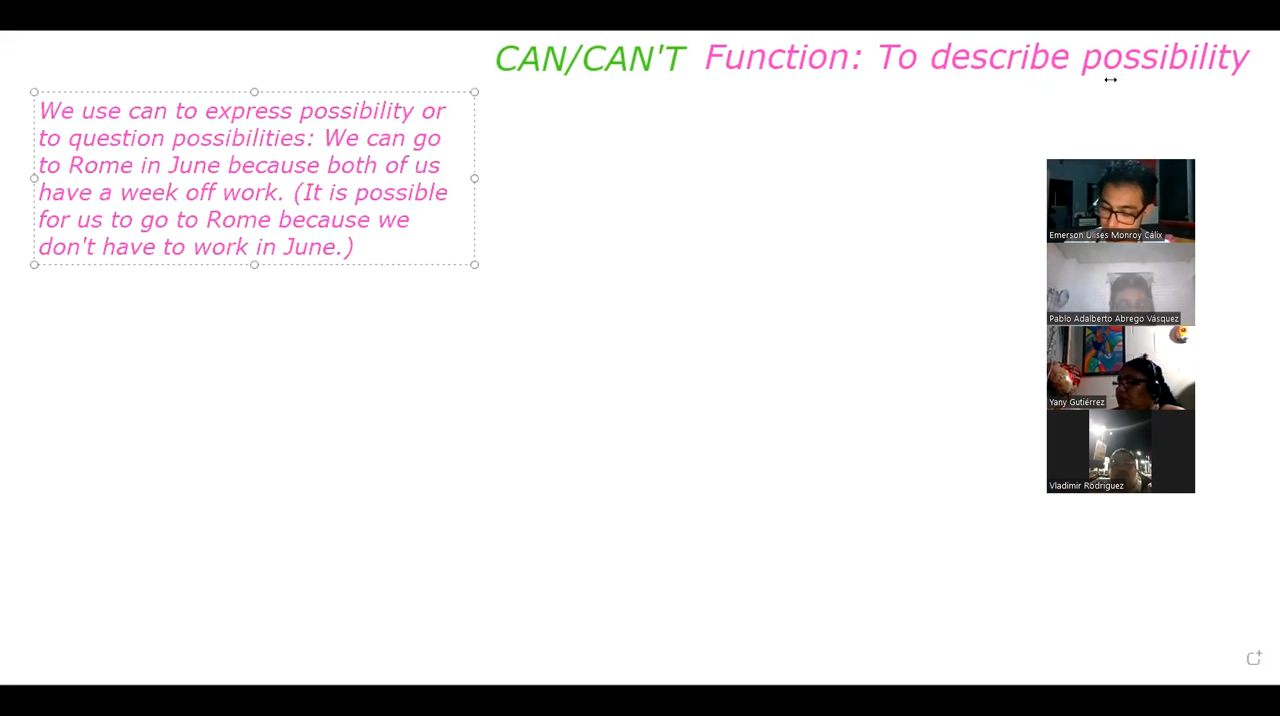 CAN/CAN'T Function: To describe possibility
We use can to express possibility or
to question possibilities: We can go
to Rome in June because both of us
have a week off work. (It is possible
for us to go to Rome because we
don't have to work in June.)
Emerson Ulises Monroy Cálix
Pablo Adalberto Abrego Vásquez
Yany Gutiérrez
Vladimir Rodriguez